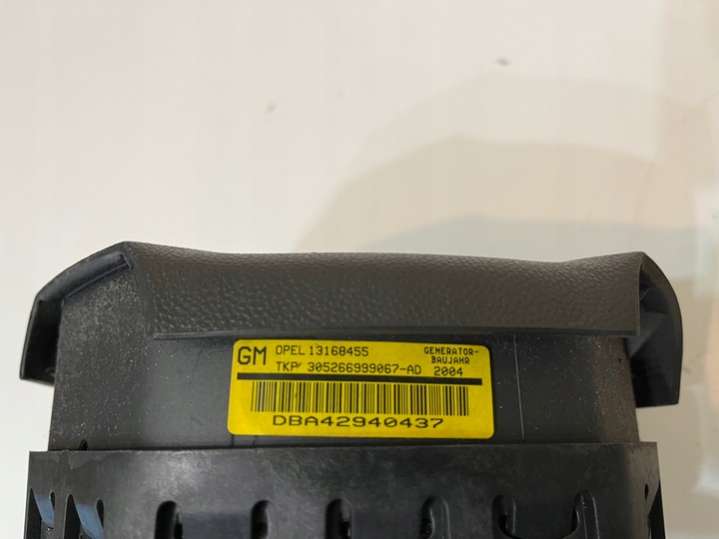 GM OPEL 13168455 GENERATOR-
BAUJAHR
TKP/ 305266999067-AD 2004
DBA42940437